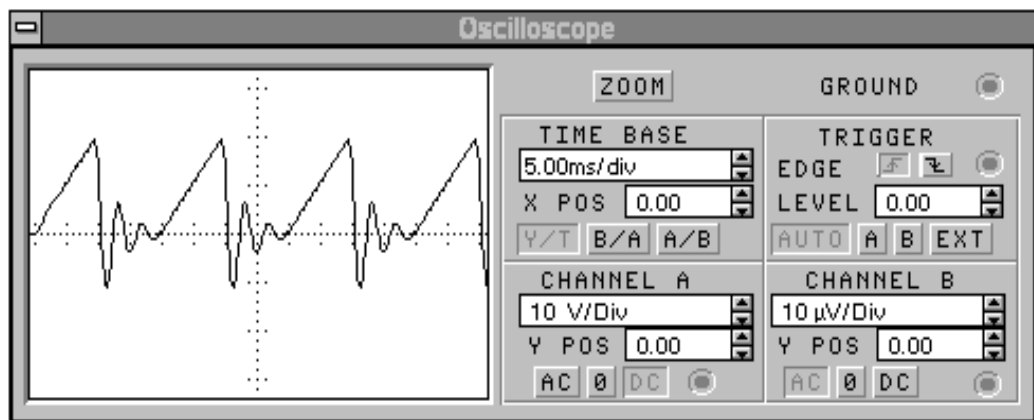 Oscilloscope
ZOOM
GROUND
TIME BASE
5.00ms/div
X POS 0.00
Y/T B/A A/B
TRIGGER
EDGE
LEVEL 0.00
AUTO A B EXT
CHANNEL A
10 V/Div
Y POS 0.00
AC 0 DC
CHANNEL B
10 µV/Div
Y POS 0.00
AC 0 DC